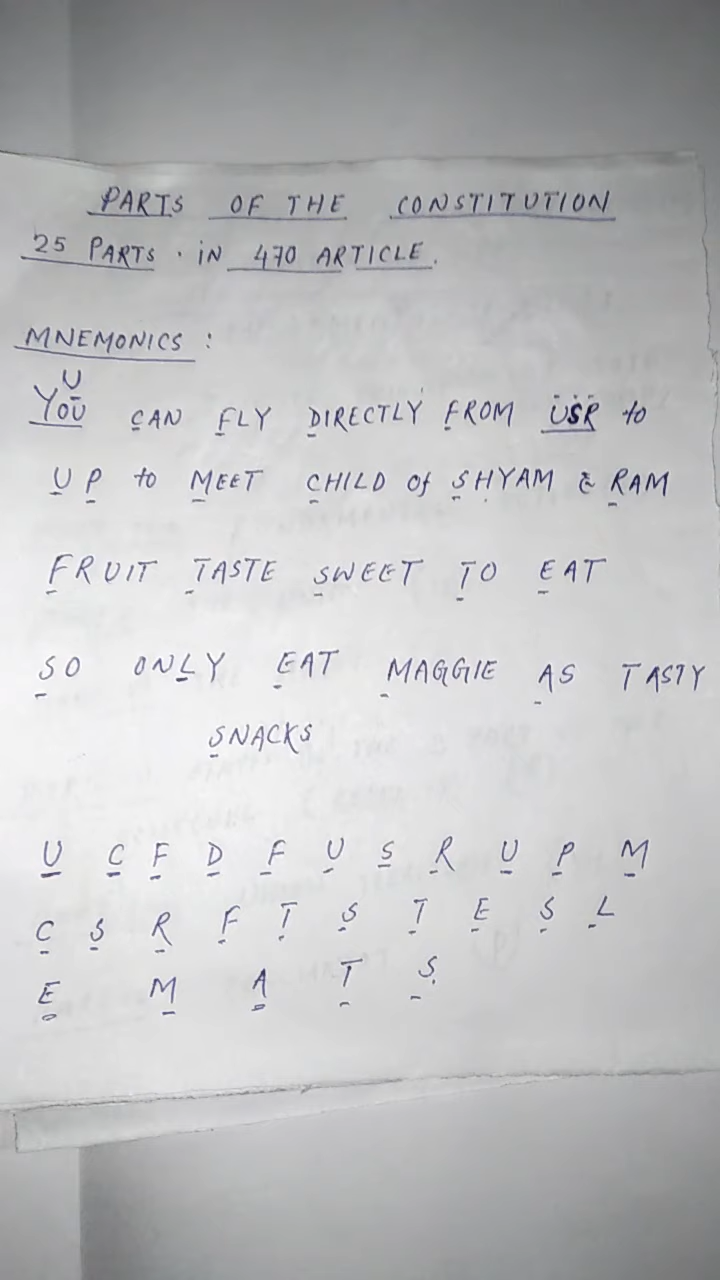 PARTS OF THE CONSTITUTION
25 PARTS . iN 470 ARTICLE.
MNEMONICS :
U
YOU CAN FLY DIRECTLY FROM USR to
UP to MEET CHILD of SHYAM & RAM
FRUIT TASTE SWEET TO EAT
SO ONLY EAT MAGGIE AS TASTY
SNACKS
U C F D F U S R U P M
C S R F T S T E S L
E M A T S.